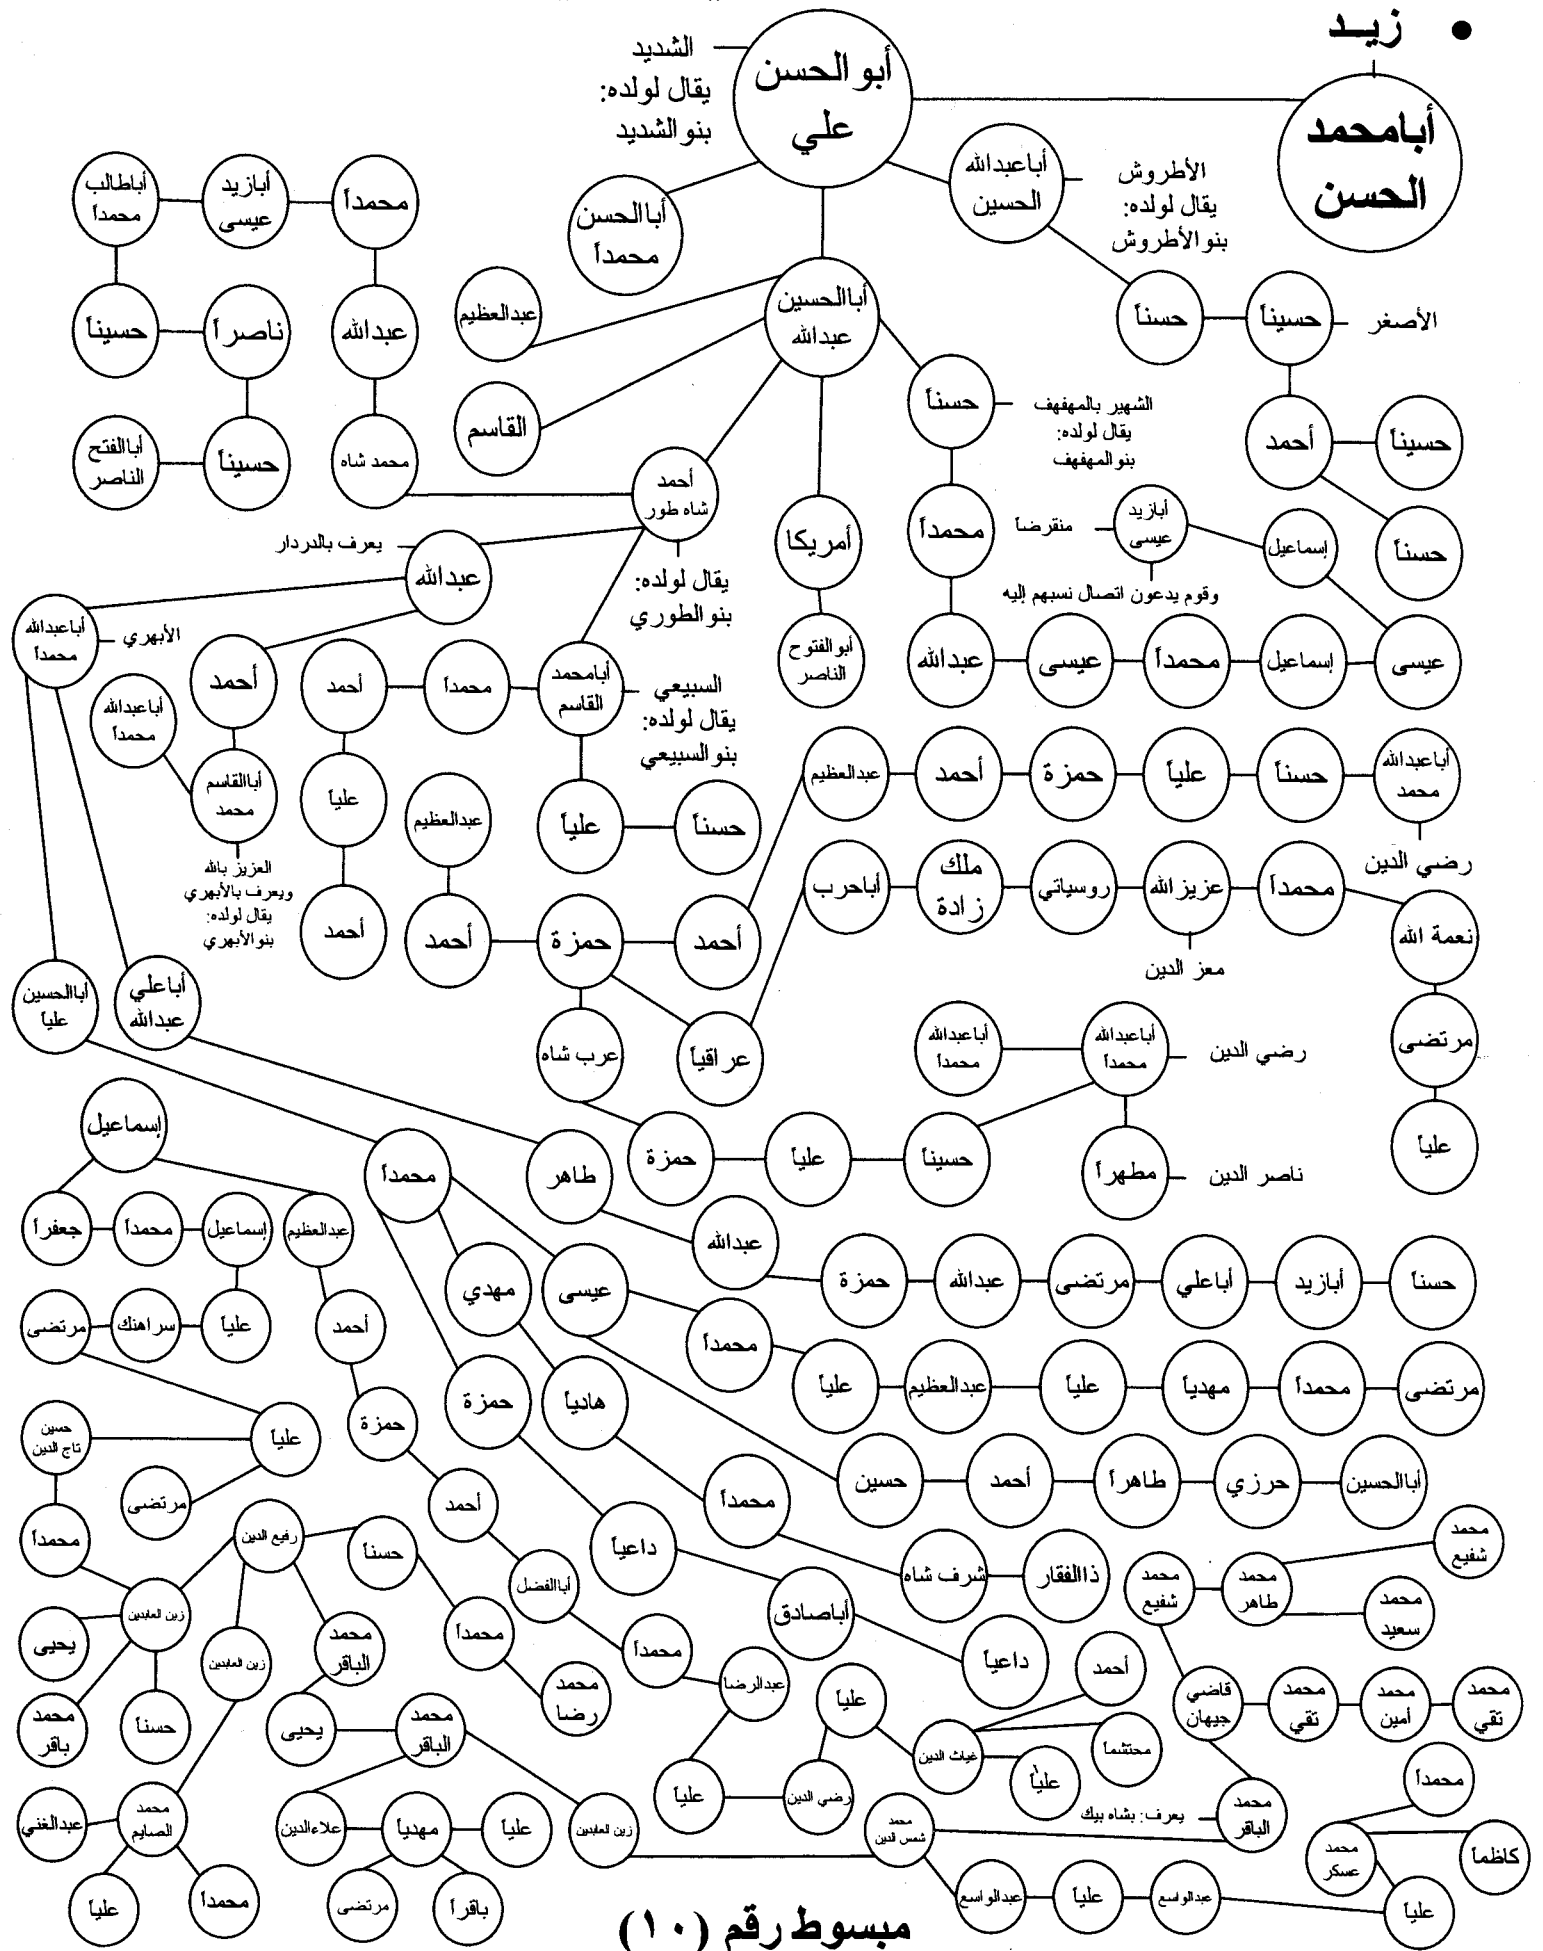 • زيـد
أبامحمد
الحسن
أبو الحسن
علي
الشديد
يقال لولده:
بنو الشديد
أباعبدالله
الحسين
الأطروش
يقال لولده:
بنو الأطروش
أباالحسن
محمداً
محمداً
أبازيد
عيسى
أباطالب
محمداً
حسناً
حسيناً
الأصغر
أباالحسين
عبدالله
عبدالعظيم
عبدالله
ناصراً
حسيناً
حسناً
الشهير بالمهفهف
يقال لولده:
بنو المهفهف
أحمد
حسيناً
القاسم
محمد شاه
حسيناً
أباالفتح
الناصر
أحمد
شاه طور
يقال لولده:
بنو الطوري
أمريكا
محمداً
منقرضاً
أبازيد
عيسى
وقوم يدعون اتصال نسبهم إليه
إسماعيل
حسناً
عبدالله
يعرف بالدردار
أباعبدالله
محمداً
الأبهري
أحمد
أحمد
محمداً
أبامحمد
القاسم
السبيعي
يقال لولده:
بنو السبيعي
أبو الفتوح
الناصر
عبدالله
عيسى
محمداً
إسماعيل
عيسى
أباعبدالله
محمداً
أباالقاسم
محمد
العزيز بالله
ويعرف بالأبهري
يقال لولده:
بنو الأبهري
علياً
عبدالعظيم
علياً
حسناً
عبدالعظيم
أحمد
حمزة
علياً
حسناً
أباعبدالله
محمد
رضي الدين
أباحرب
ملك
زادة
روسياتي
عزيز الله
معز الدين
محمداً
نعمة الله
أحمد
أحمد
حمزة
أحمد
أباالحسين
علياً
أباعلي
عبدالله
عرب شاه
عراقياً
أباعبدالله
محمداً
أباعبدالله
محمداً
رضي الدين
مرتضى
علياً
إسماعيل
محمداً
طاهر
حمزة
علياً
حسيناً
مطهراً
ناصر الدين
جعفراً
محمداً
إسماعيل
عبدالعظيم
مهدي
عيسى
عبدالله
حمزة
عبدالله
مرتضى
أباعلي
أبازيد
حسناً
مرتضى
سراهنك
علياً
أحمد
محمداً
علياً
عبدالعظيم
علياً
مهدياً
محمداً
مرتضى
حسين
تاج الدين
علياً
حمزة
حمزة
هادياً
مرتضى
أحمد
محمداً
حسين
أحمد
طاهراً
حرزي
أباالحسين
محمداً
رفيع الدين
حسناً
أباالفضل
داعياً
شرف شاه
ذاالفقار
محمد
شفيع
محمد
طاهر
محمد
شفيع
محمد
سعيد
يحيى
زين العابدين
زين العابدين
محمد
الباقر
محمداً
محمد
رضا
محمداً
أباصادق
داعياً
عبدالرضا
علياً
أحمد
محمد
باقر
حسناً
يحيى
محمد
الباقر
غياث الدين
محتشما
علياً
قاضي
جيهان
محمد
تقي
محمد
أمين
محمد
تقي
عبدالغني
محمد
الصايم
علاءالدين
مهدياً
علياً
زين العابدين
علياً
رضي الدين
محمد
شمس الدين
يعرف: بشاه بيك
محمد
الباقر
محمداً
محمد
عسكر
كاظماً
علياً
محمداً
مرتضى
باقراً
عبدالواسع
علياً
عبدالواسع
علياً
مبسوط رقم (١٠)